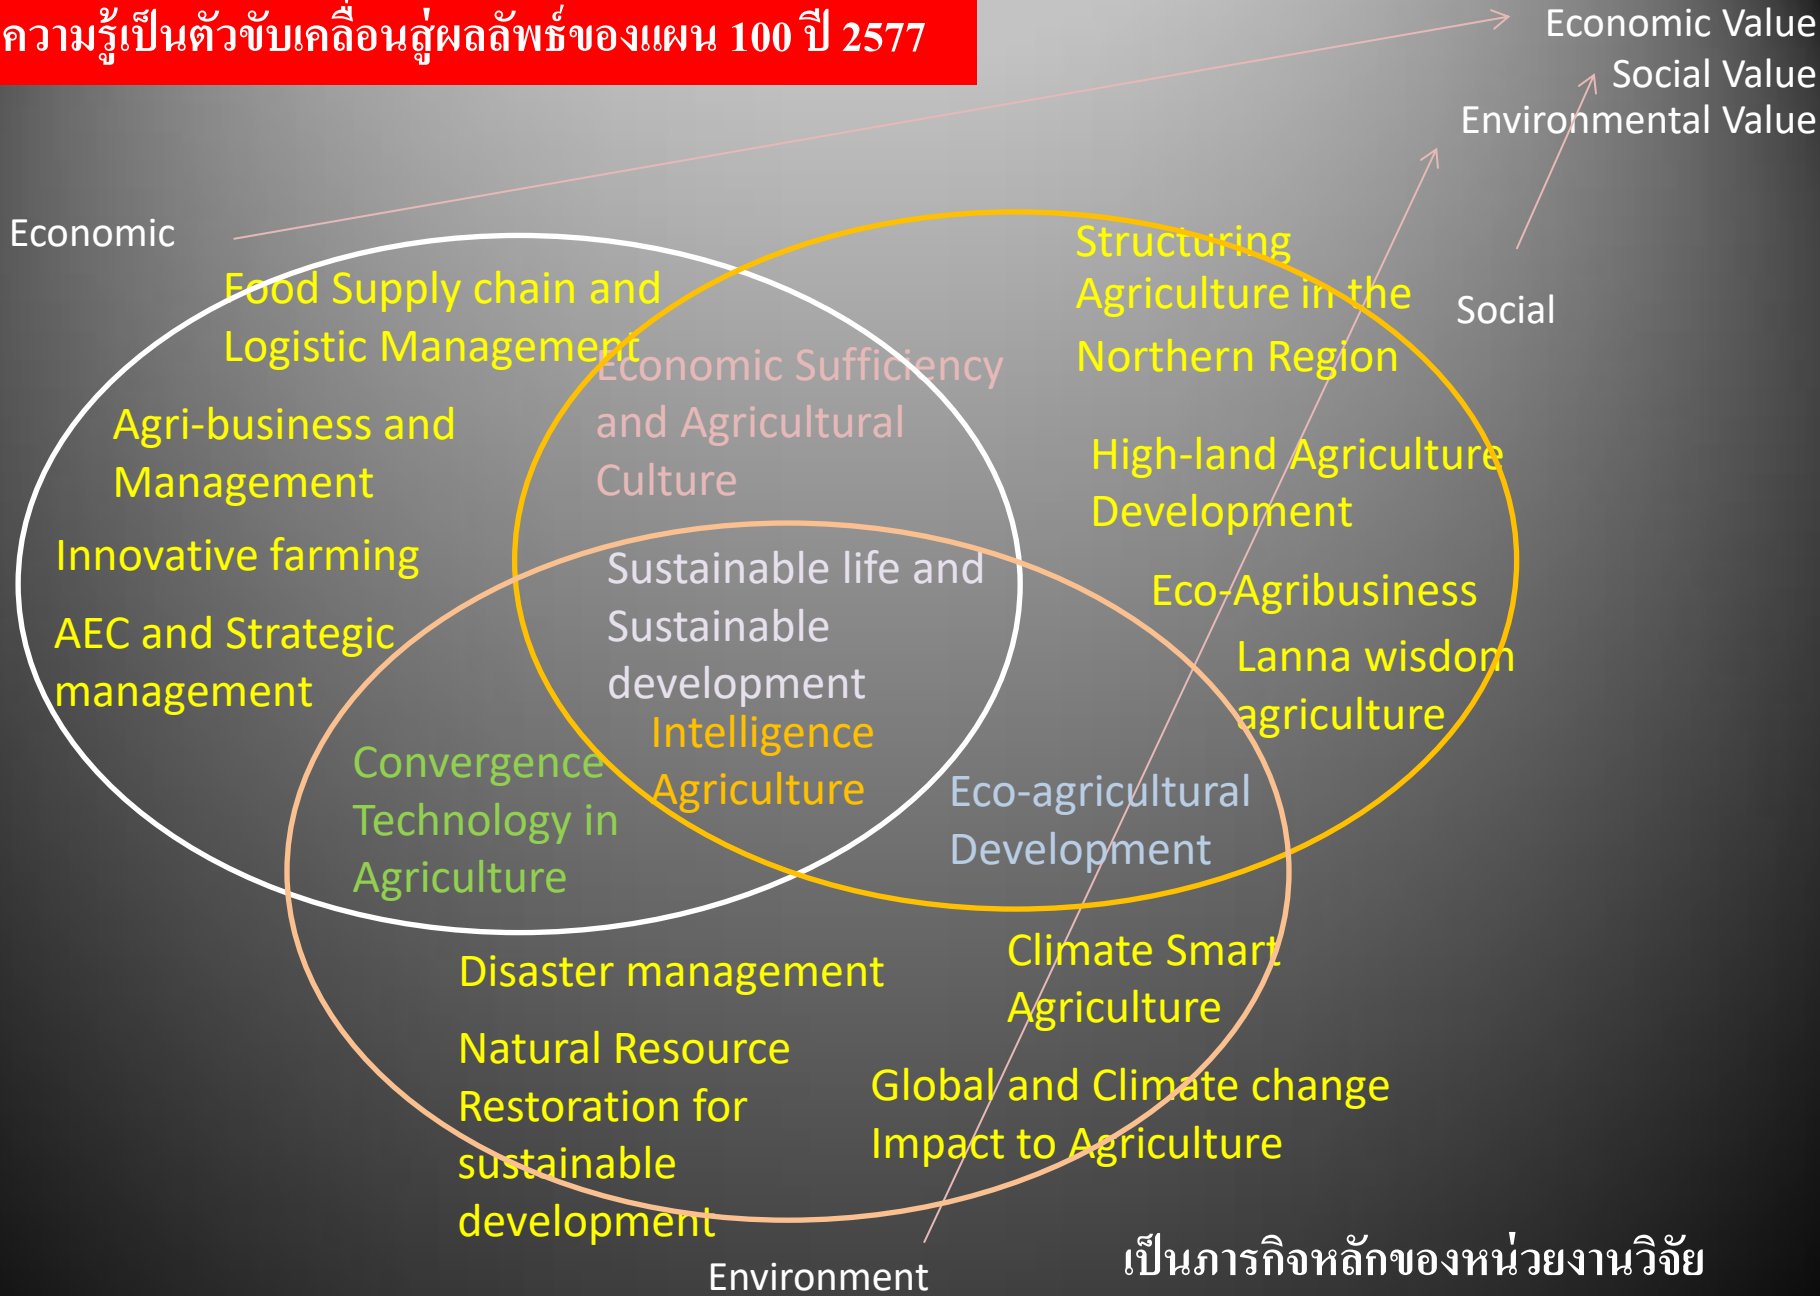 ความรู้เป็นตัวขับเคลื่อนสู่ผลลัพธ์ของแผน 100 ปี 2577
Economic Value
Social Value
Environmental Value
Economic
Social
Food Supply chain and
Logistic Management
Agri-business and
Management
Innovative farming
AEC and Strategic
management
Economic Sufficiency
and Agricultural
Culture
Structuring
Agriculture in the
Northern Region
High-land Agriculture
Development
Eco-Agribusiness
Lanna wisdom
agriculture
Sustainable life and
Sustainable
development
Intelligence
Agriculture
Convergence
Technology in
Agriculture
Eco-agricultural
Development
Disaster management
Natural Resource
Restoration for
sustainable
development
Climate Smart
Agriculture
Global and Climate change
Impact to Agriculture
Environment
เป็นภารกิจหลักของหน่วยงานวิจัย